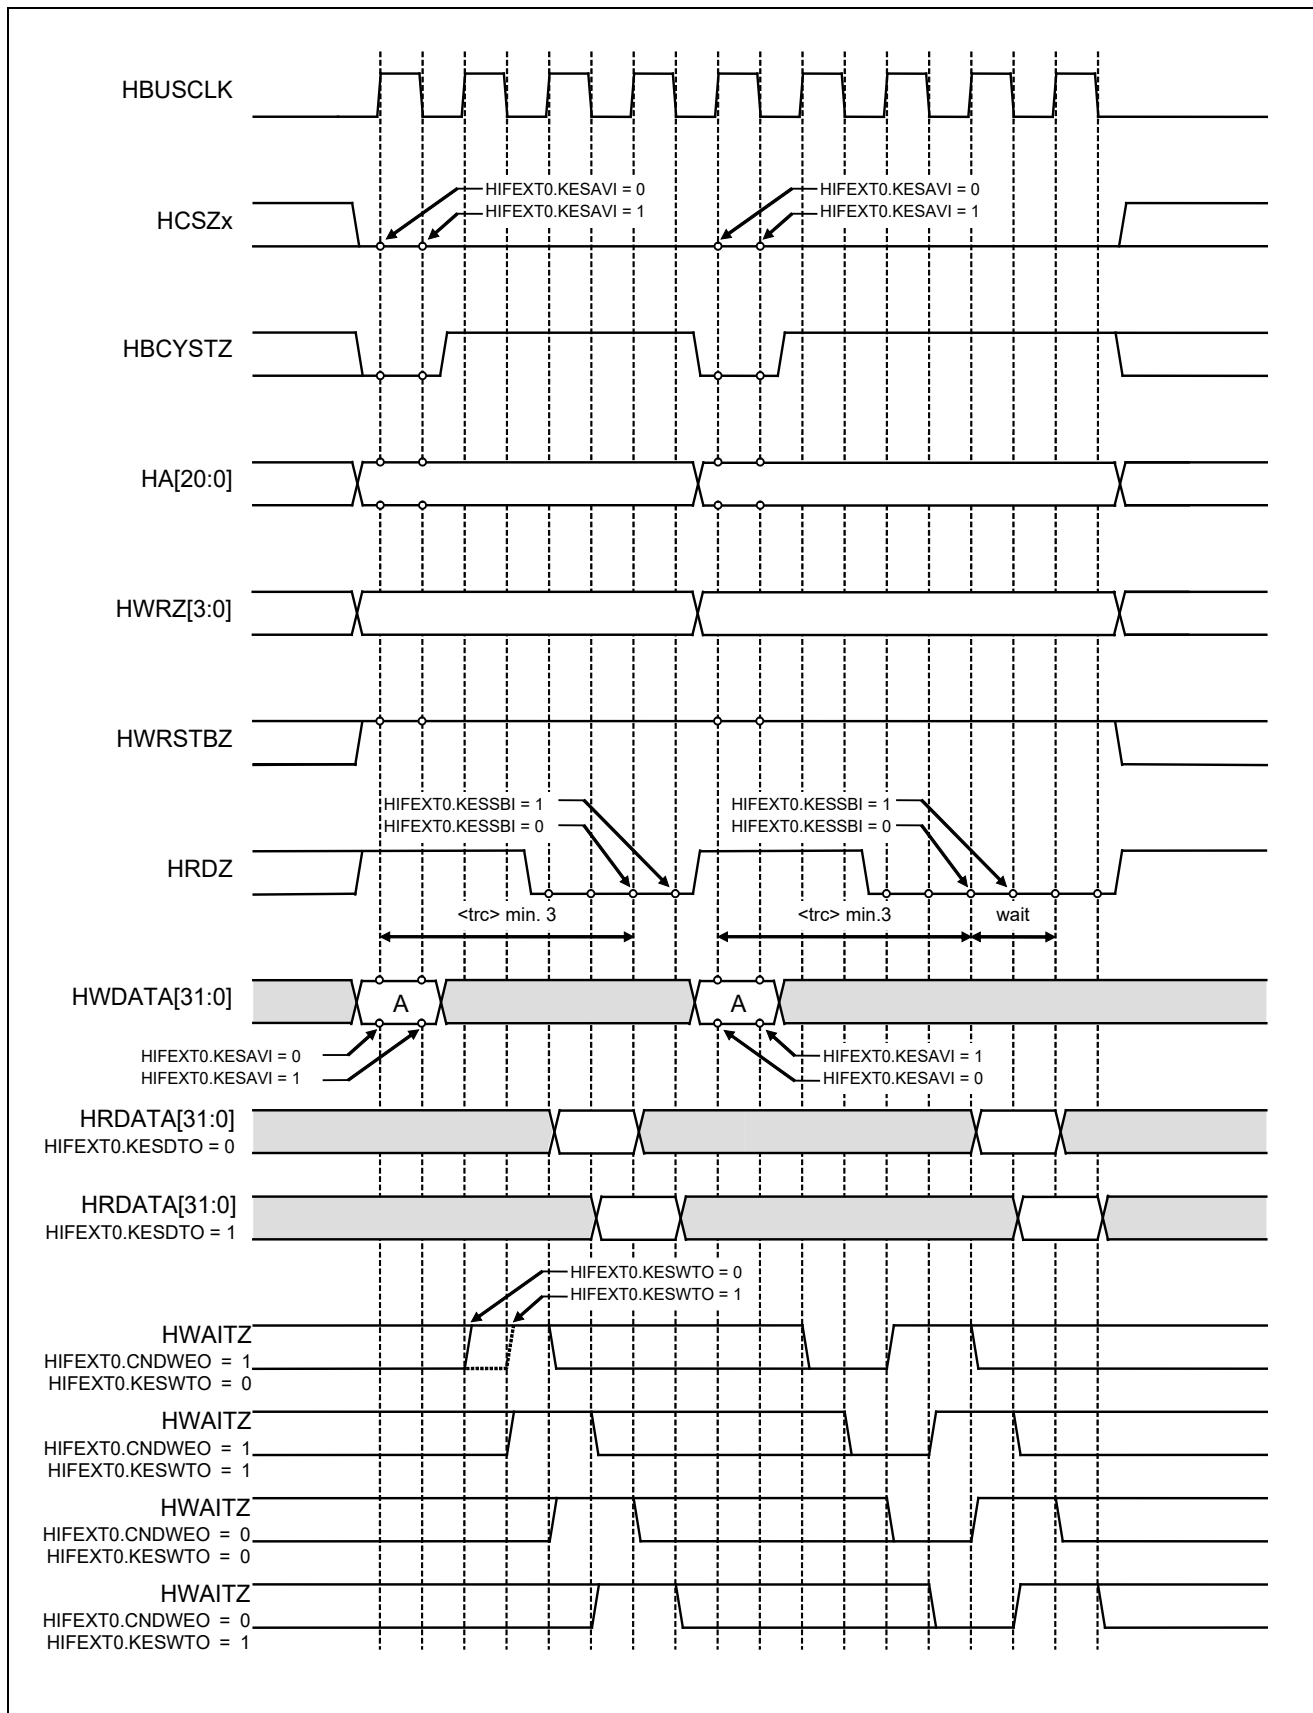 HBUSCLK
HIFEXT0.KESAVI = 0
HIFEXT0.KESAVI = 0
HCSZx
HIFEXT0.KESAVI = 1
HIFEXT0.KESAVI = 1
HBCYSTZ
HA[20:0]
HWRZ[3:0]
HWRSTBZ
HIFEXT0.KESSBI = 1
HIFEXT0.KESSBI = 1
HIFEXT0.KESSBI = 0
HIFEXT0.KESSBI = 0
HRDZ
<trc> min. 3
<trc> min.3
wait
HWDATA[31:0]
A
A
HIFEXT0.KESAVI = 0
HIFEXT0.KESAVI = 1
HIFEXT0.KESAVI = 1
HIFEXT0.KESAVI = 0
HRDATA[31:0]
HIFEXT0.KESDTO = 0
HRDATA[31:0]
HIFEXT0.KESDTO = 1
HIFEXT0.KESWTO = 0
HIFEXT0.KESWTO = 1
HWAITZ
HIFEXT0.CNDWEO = 1
HIFEXT0.KESWTO = 0
HWAITZ
HIFEXT0.CNDWEO = 1
HIFEXT0.KESWTO = 1
HWAITZ
HIFEXT0.CNDWEO = 0
HIFEXT0.KESWTO = 0
HWAITZ
HIFEXT0.CNDWEO = 0
HIFEXT0.KESWTO = 1